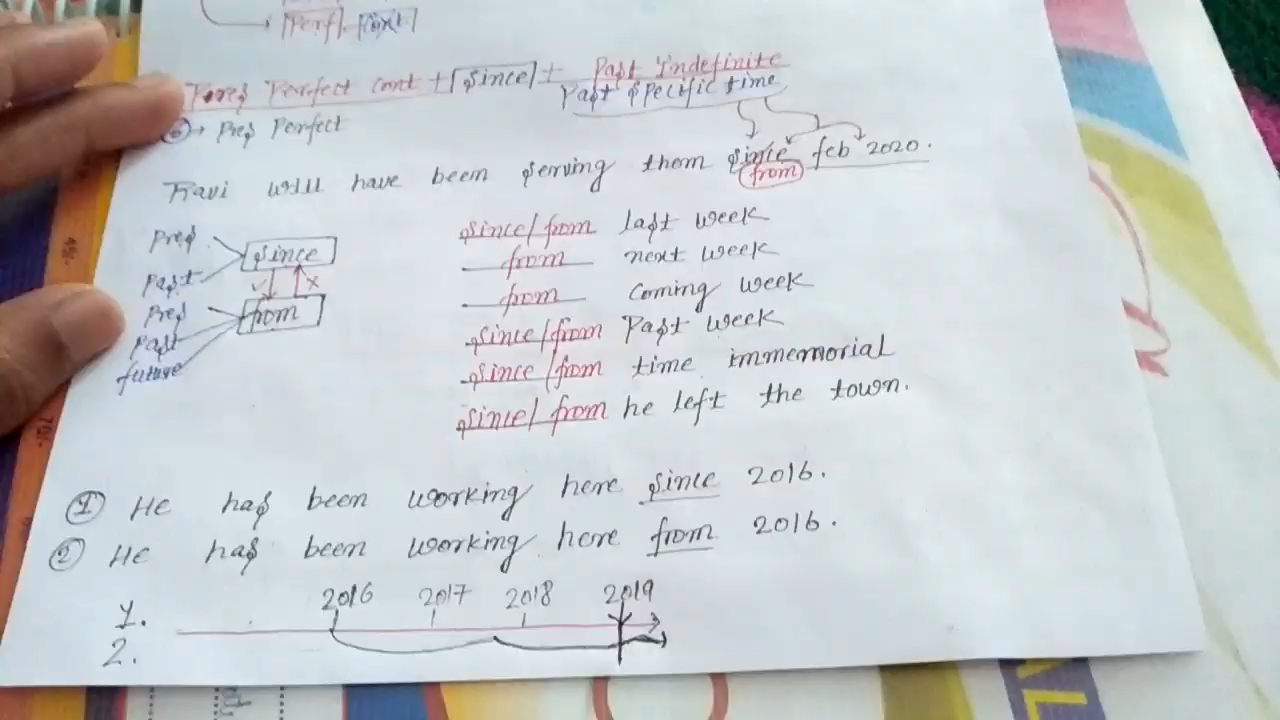 [Perf]. [Cont]
Pres Perfect Cont + [since] + Past Indefinite
Past specific time
→ Pres Perfect
Ravi will have been serving them since feb 2020.
from
Pres
since
Past
✓ x
Pres
from
Past
future
since/from last week
from next week
from coming week
since/from Past week
since/from time immemorial
since/from he left the town.
① He has been working here since 2016.
② He has been working here from 2016.
2016 2017 2018 2019
1.
2.